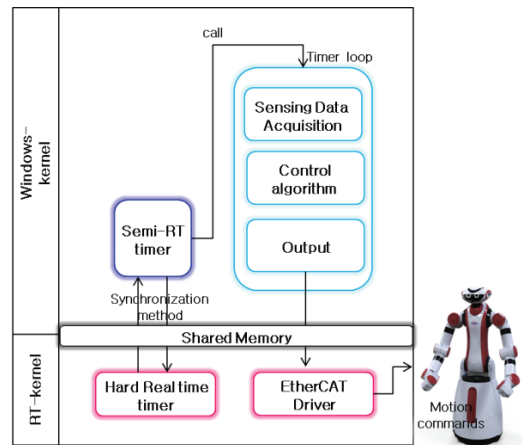 call
Timer loop
Sensing Data
Acquisition
Control
algorithm
Output
Windows-
kernel
Semi-RT
timer
Synchronization
method
Shared Memory
RT-kernel
Hard Real time
timer
EtherCAT
Driver
Motion
commands